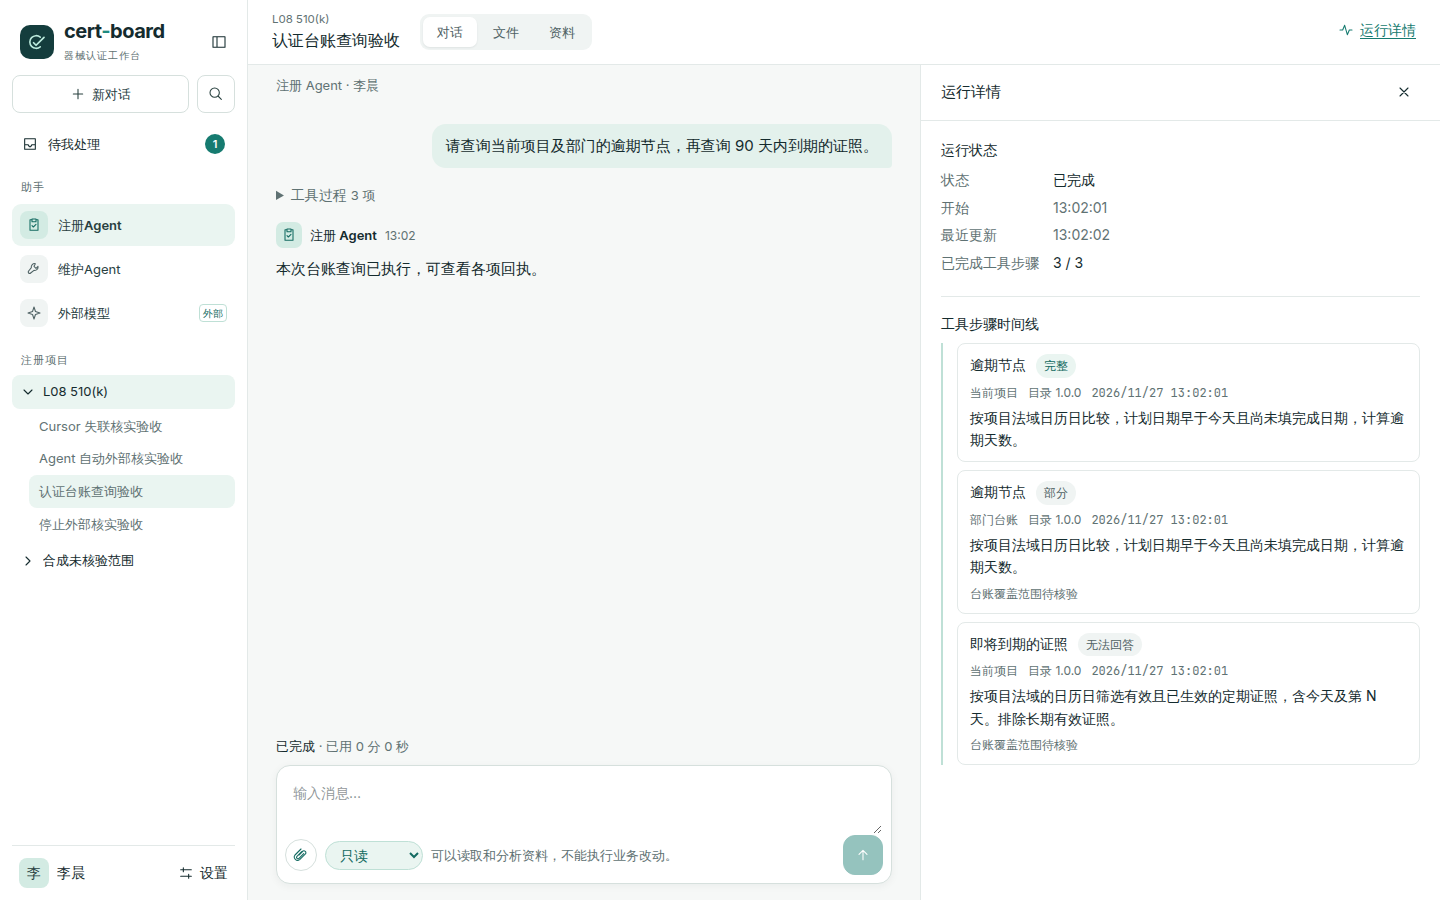 cert-board
器械认证工作台
新对话
待我处理
1
助手
注册Agent
维护Agent
外部模型
外部
注册项目
L08 510(k)
Cursor 失联核实验收
Agent 自动外部核实验收
认证台账查询验收
停止外部核实验收
合成未核验范围
李
李晨
设置
L08 510(k)
认证台账查询验收
对话
文件
资料
运行详情
注册 Agent · 李晨
请查询当前项目及部门的逾期节点，再查询 90 天内到期的证照。
工具过程 3 项
注册 Agent 13:02
本次台账查询已执行，可查看各项回执。
已完成 · 已用 0 分 0 秒
输入消息...
只读
可以读取和分析资料，不能执行业务改动。
运行详情
运行状态
状态 已完成
开始 13:02:01
最近更新 13:02:02
已完成工具步骤 3 / 3
工具步骤时间线
逾期节点 完整
当前项目 目录 1.0.0 2026/11/27 13:02:01
按项目法域日历日比较，计划日期早于今天且尚未填完成日期，计算逾
期天数。
逾期节点 部分
部门台账 目录 1.0.0 2026/11/27 13:02:01
按项目法域日历日比较，计划日期早于今天且尚未填完成日期，计算逾
期天数。
台账覆盖范围待核验
即将到期的证照 无法回答
当前项目 目录 1.0.0 2026/11/27 13:02:01
按项目法域的日历日筛选有效且已生效的定期证照，含今天及第 N
天。排除长期有效证照。
台账覆盖范围待核验